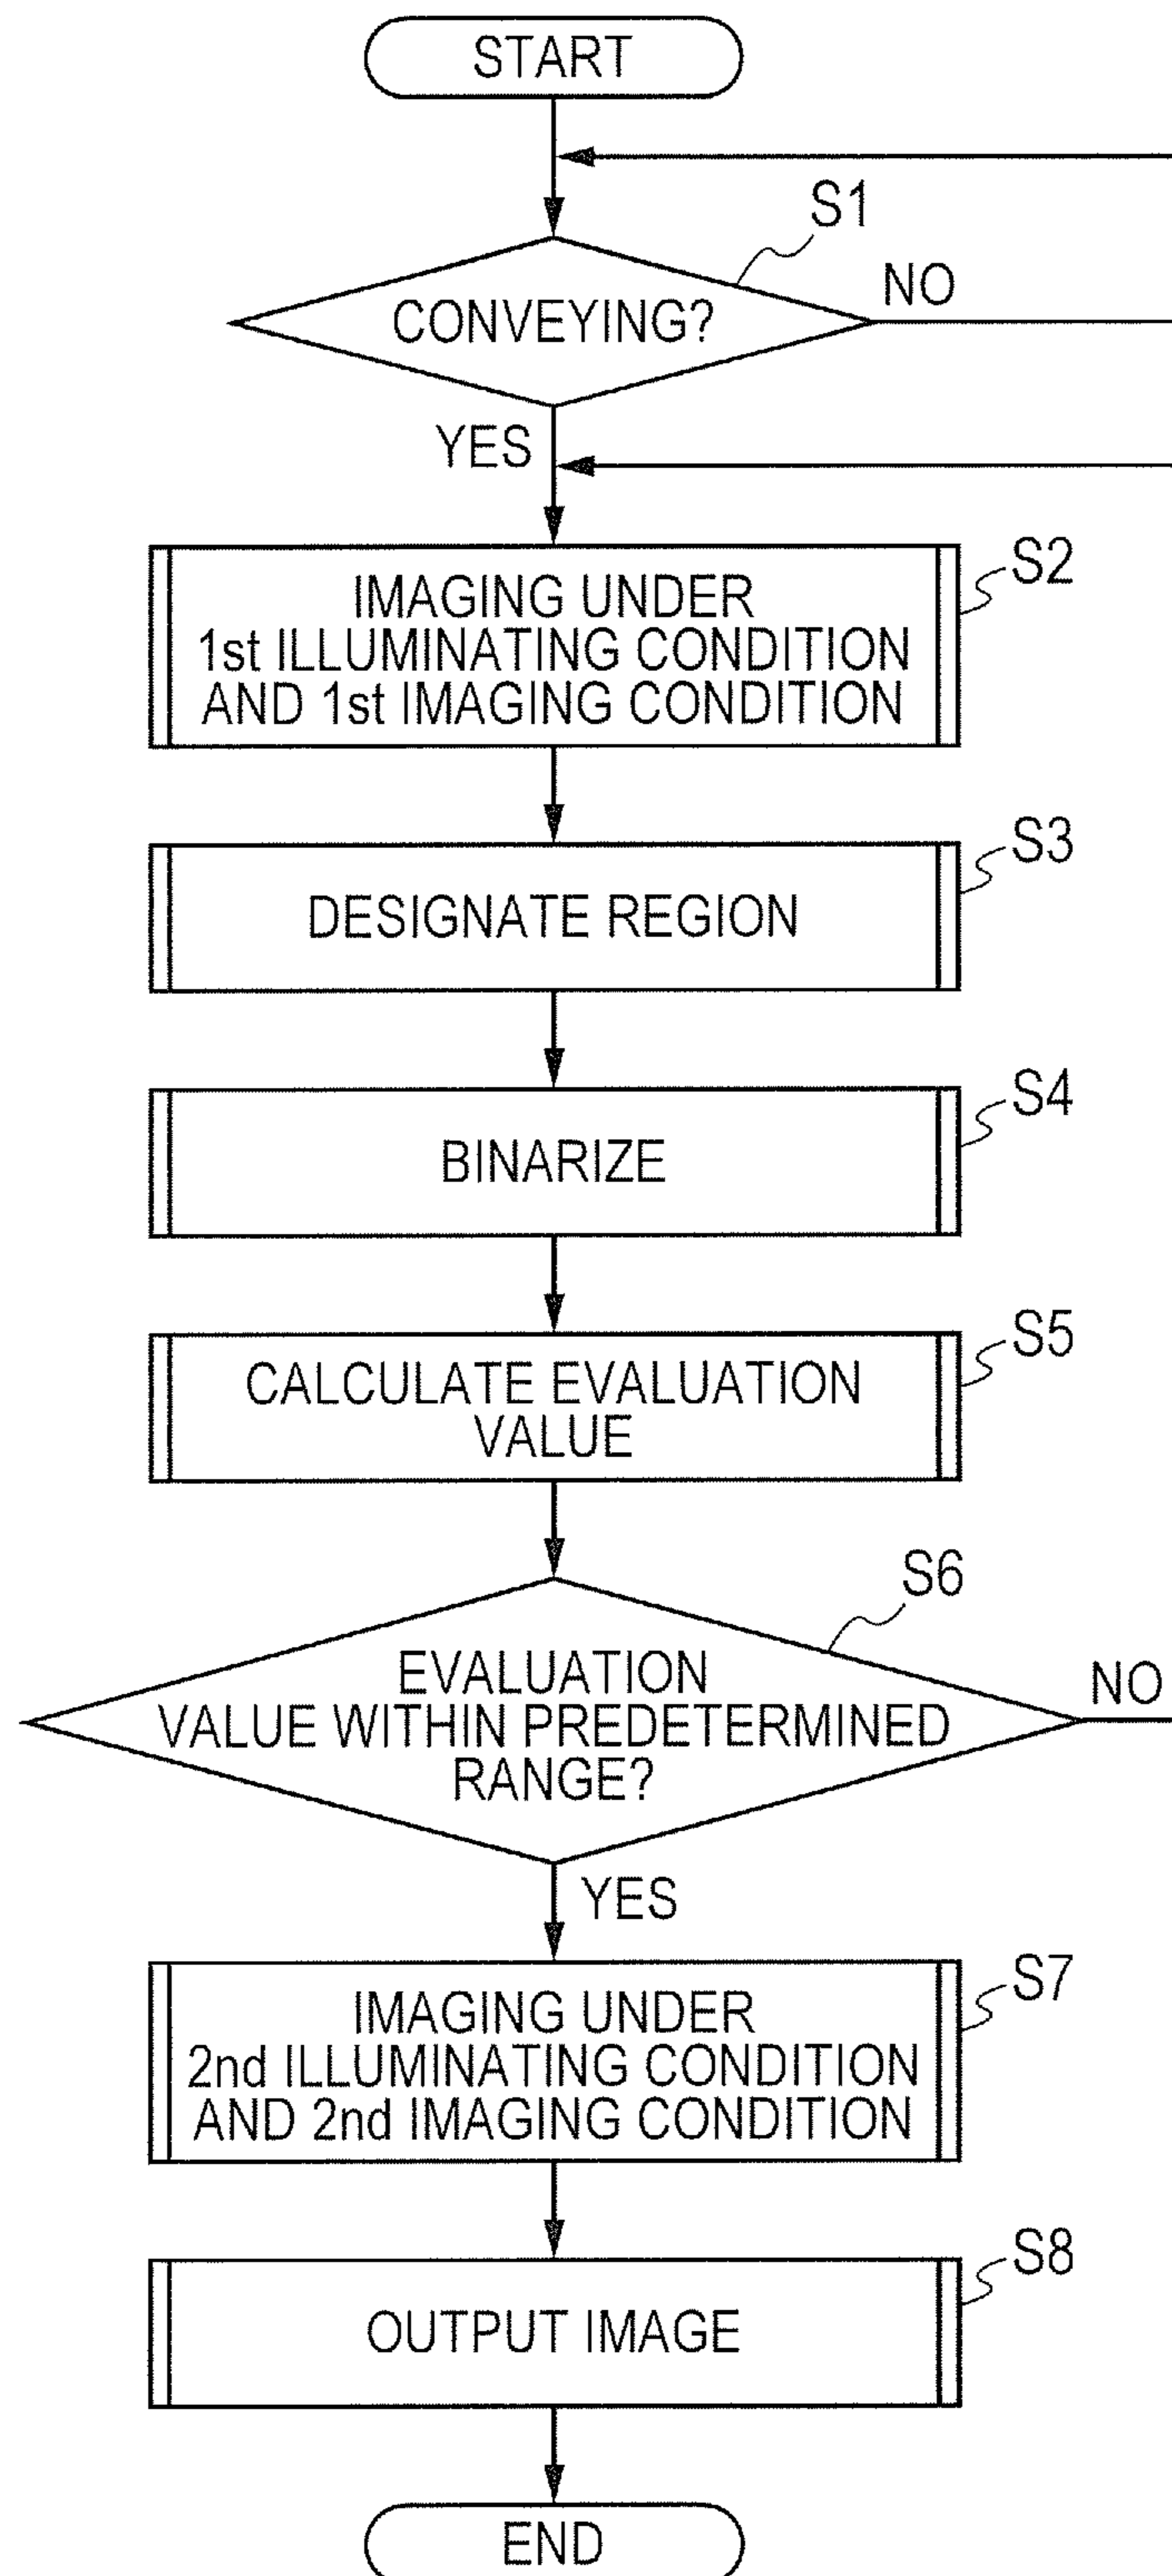 START
S1
CONVEYING?
NO
YES
S2
IMAGING UNDER
1st ILLUMINATING CONDITION
AND 1st IMAGING CONDITION
S3
DESIGNATE REGION
S4
BINARIZE
S5
CALCULATE EVALUATION
VALUE
S6
EVALUATION
VALUE WITHIN PREDETERMINED
RANGE?
NO
YES
S7
IMAGING UNDER
2nd ILLUMINATING CONDITION
AND 2nd IMAGING CONDITION
S8
OUTPUT IMAGE
END